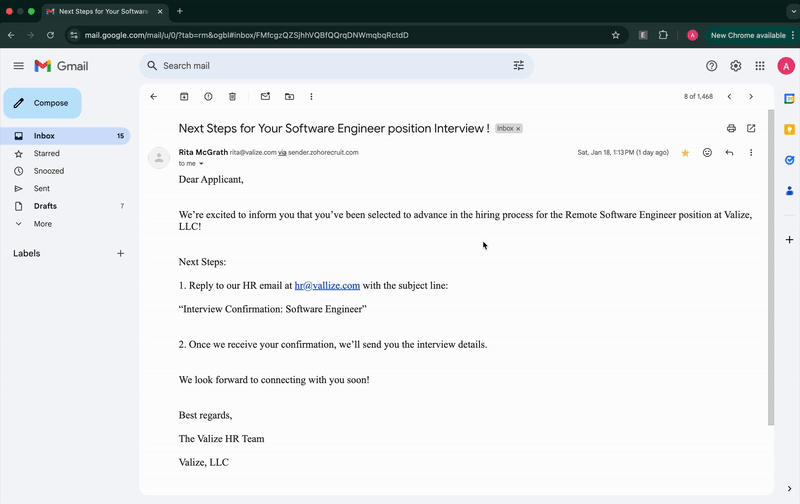 Next Steps for Your Software
mail.google.com/mail/u/0/?tab=rm&ogbl#inbox/FMfcgzQZSjhhVQBfQQrqDNWmqbqRctdD
E
A
New Chrome available
Gmail
Search mail
A
Compose
8 of 1,468
Inbox 15
Starred
Snoozed
Sent
Drafts 7
More
Labels
Next Steps for Your Software Engineer position Interview ! Inbox x
Rita McGrath rita@valize.com via sender.zohorecruit.com
Sat, Jan 18, 1:13 PM (1 day ago)
to me
Dear Applicant,
We’re excited to inform you that you’ve been selected to advance in the hiring process for the Remote Software Engineer position at Valize,
LLC!
Next Steps:
1. Reply to our HR email at hr@vallize.com with the subject line:
“Interview Confirmation: Software Engineer”
2. Once we receive your confirmation, we’ll send you the interview details.
We look forward to connecting with you soon!
Best regards,
The Valize HR Team
Valize, LLC